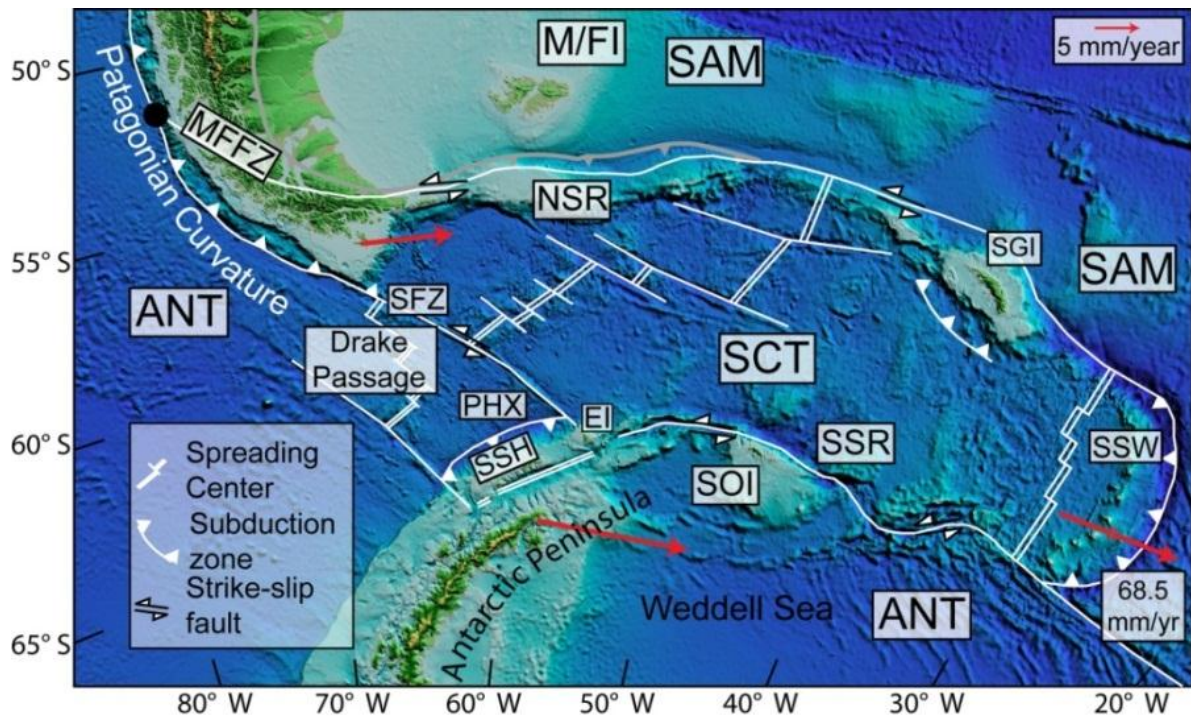 50° S
55° S
60° S
65° S
80° W
70° W
60° W
50° W
40° W
30° W
20° W
M/FI
SAM
5 mm/year
Patagonian Curvature
MFFZ
NSR
SGI
SAM
ANT
SFZ
Drake
Passage
SCT
PHX
EI
SSH
SOI
SSR
SSW
Antarctic Peninsula
Weddell Sea
ANT
68.5
mm/yr
Spreading
Center
Subduction
zone
Strike-slip
fault